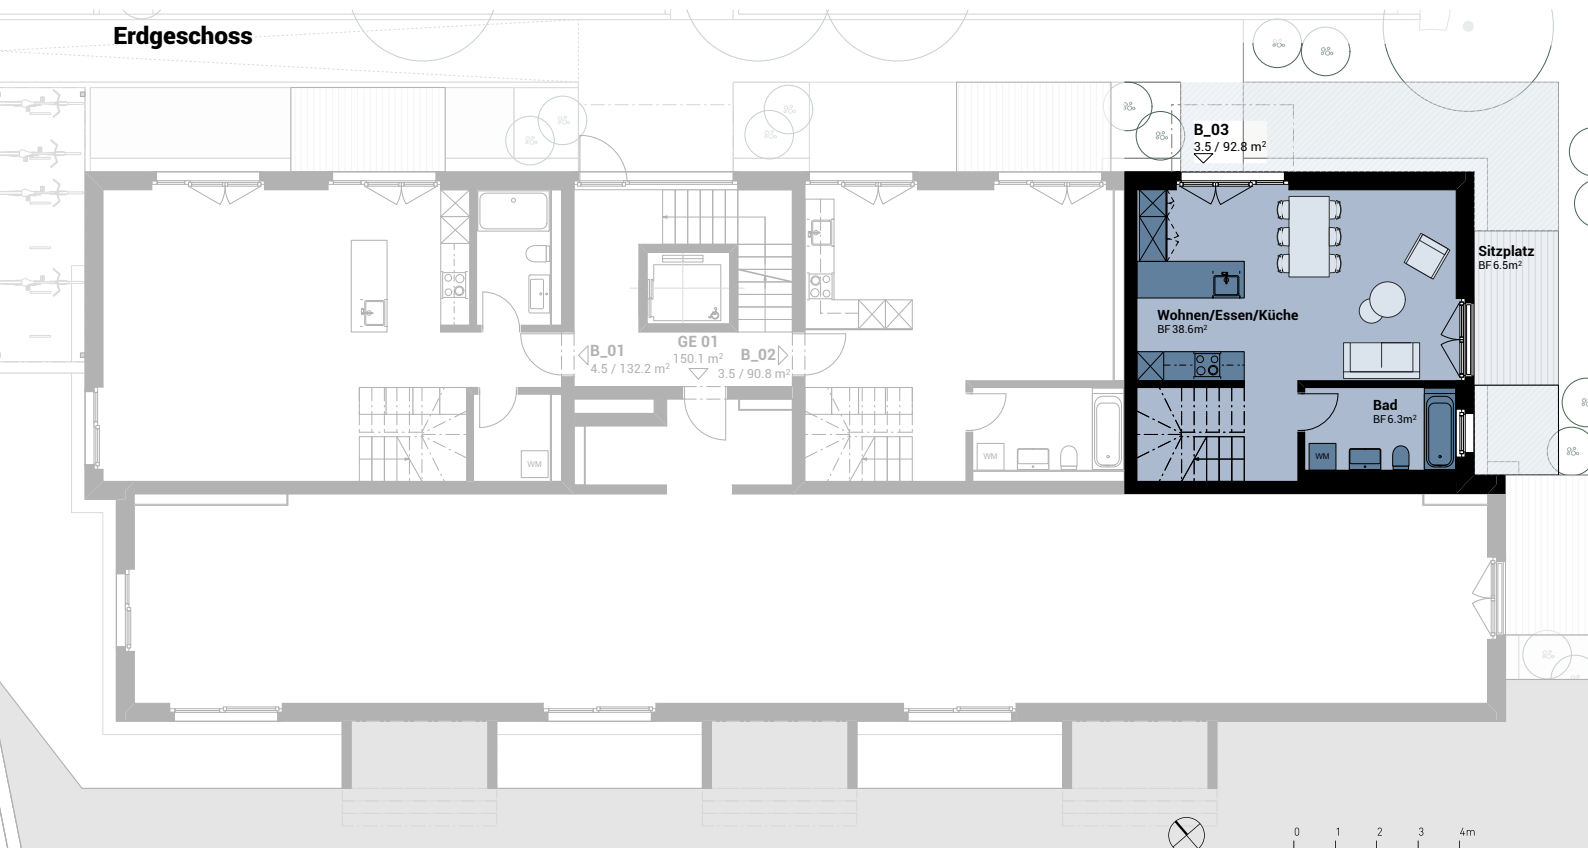 Erdgeschoss
B_03
3.5 / 92.8 m²
Sitzplatz
BF 6.5m²
Wohnen/Essen/Küche
BF 38.6m²
B_01
4.5 / 132.2 m²
GE 01
150.1 m²
B_02
3.5 / 90.8 m²
Bad
BF 6.3m²
WM
WM
WM
0 1 2 3 4m